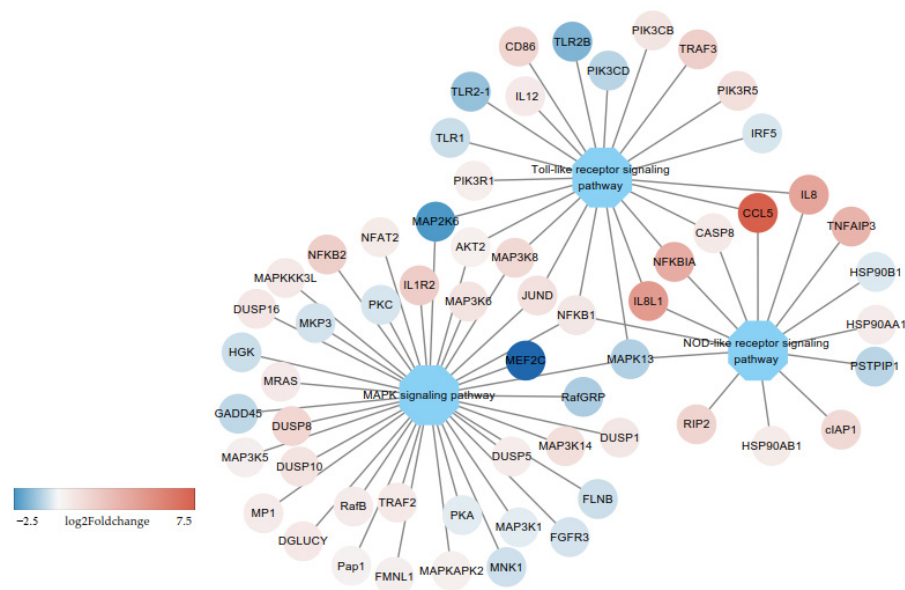 PIK3CB
CD86
TLR2B
TRAF3
PIK3CD
TLR2-1
IL12
PIK3R5
TLR1
IRF5
Toll-like receptor signaling
pathway
PIK3R1
IL8
CCL5
MAP2K6
TNFAIP3
NFAT2
CASP8
AKT2
NFKB2
MAP3K8
NFKBIA
HSP90B1
MAPKKK3L
IL1R2
PKC
MAP3K6
JUND
IL8L1
DUSP16
NFKB1
MKP3
HSP90AA1
NOD-like receptor signaling
pathway
HGK
MEF2C
MAPK13
PSTPIP1
MRAS
MAPK signaling pathway
RafGRP
GADD45
DUSP8
RIP2
cIAP1
DUSP1
MAP3K14
HSP90AB1
MAP3K5
DUSP5
DUSP10
FLNB
MP1
RafB
TRAF2
PKA
MAP3K1
DGLUCY
FGFR3
Pap1
FMNL1
MAPKAPK2
MNK1
−2.5 log2Foldchange 7.5